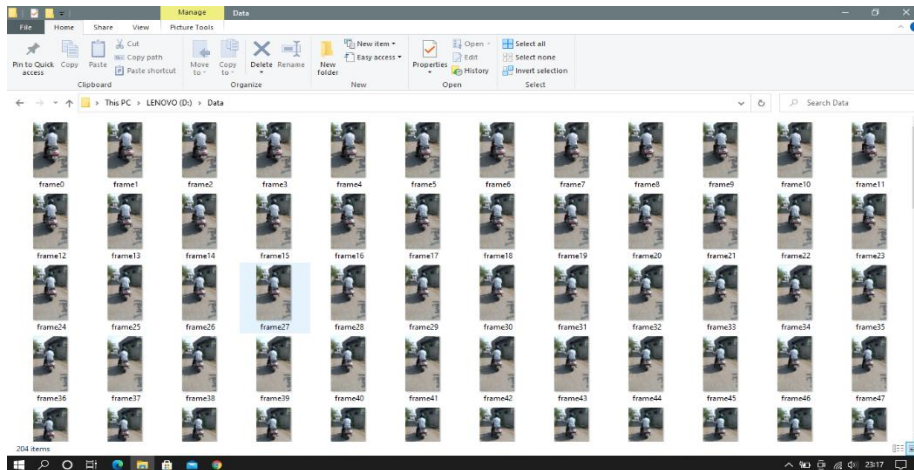 Manage Data
File Home Share View Picture Tools
Pin to Quick access
Copy
Paste
Cut
Copy path
Paste shortcut
Clipboard
Move to
Copy to
Delete
Rename
Organize
New folder
New item
Easy access
New
Properties
Open
Edit
History
Open
Select all
Select none
Invert selection
Select
This PC > LENOVO (D:) > Data
Search Data
frame0 frame1 frame2 frame3 frame4 frame5 frame6 frame7 frame8 frame9 frame10 frame11
frame12 frame13 frame14 frame15 frame16 frame17 frame18 frame19 frame20 frame21 frame22 frame23
frame24 frame25 frame26 frame27 frame28 frame29 frame30 frame31 frame32 frame33 frame34 frame35
frame36 frame37 frame38 frame39 frame40 frame41 frame42 frame43 frame44 frame45 frame46 frame47
204 items
23:17